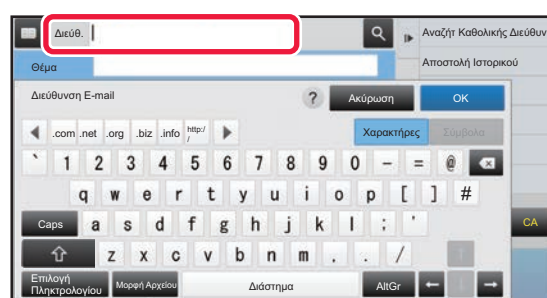 Διεύθ.
Αναζήτ Καθολικής Διεύθυν
Θέμα
Αποστολή Ιστορικού
Διεύθυνση E-mail
?
Ακύρωση
OK
.com .net .org .biz .info http:/
/
Χαρακτήρες
Σύμβολα
` 1 2 3 4 5 6 7 8 9 0 - = @
q w e r t y u i o p [ ] #
Caps a s d f g h j k l ; '
CA
z x c v b n m . . /
Επιλογή
Πληκτρολογίου
Μορφή Αρχείου
Διάστημα
AltGr